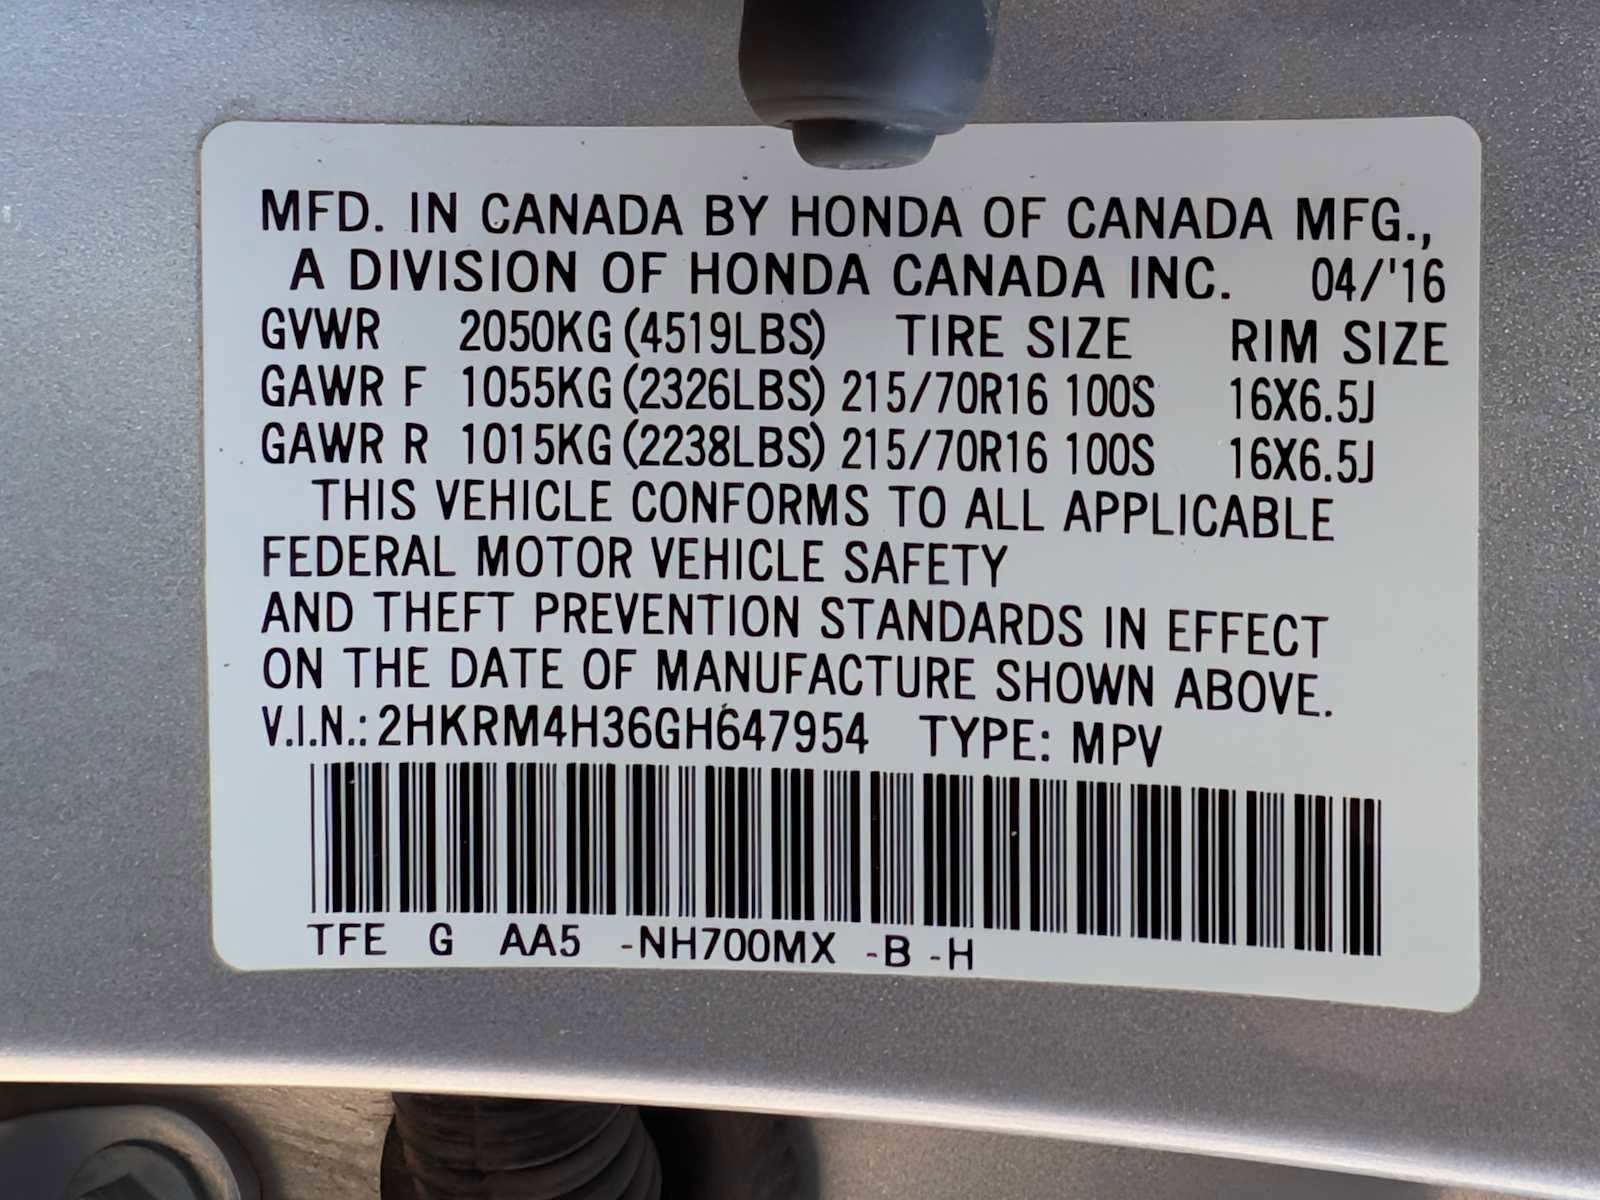 MFD. IN CANADA BY HONDA OF CANADA MFG.,
A DIVISION OF HONDA CANADA INC. 04/'16
GVWR 2050KG (4519LBS) TIRE SIZE RIM SIZE
GAWR F 1055KG (2326LBS) 215/70R16 100S 16X6.5J
GAWR R 1015KG (2238LBS) 215/70R16 100S 16X6.5J
THIS VEHICLE CONFORMS TO ALL APPLICABLE
FEDERAL MOTOR VEHICLE SAFETY
AND THEFT PREVENTION STANDARDS IN EFFECT
ON THE DATE OF MANUFACTURE SHOWN ABOVE.
V.I.N.: 2HKRM4H36GH647954 TYPE: MPV
TFE G AA5 -NH700MX -B -H